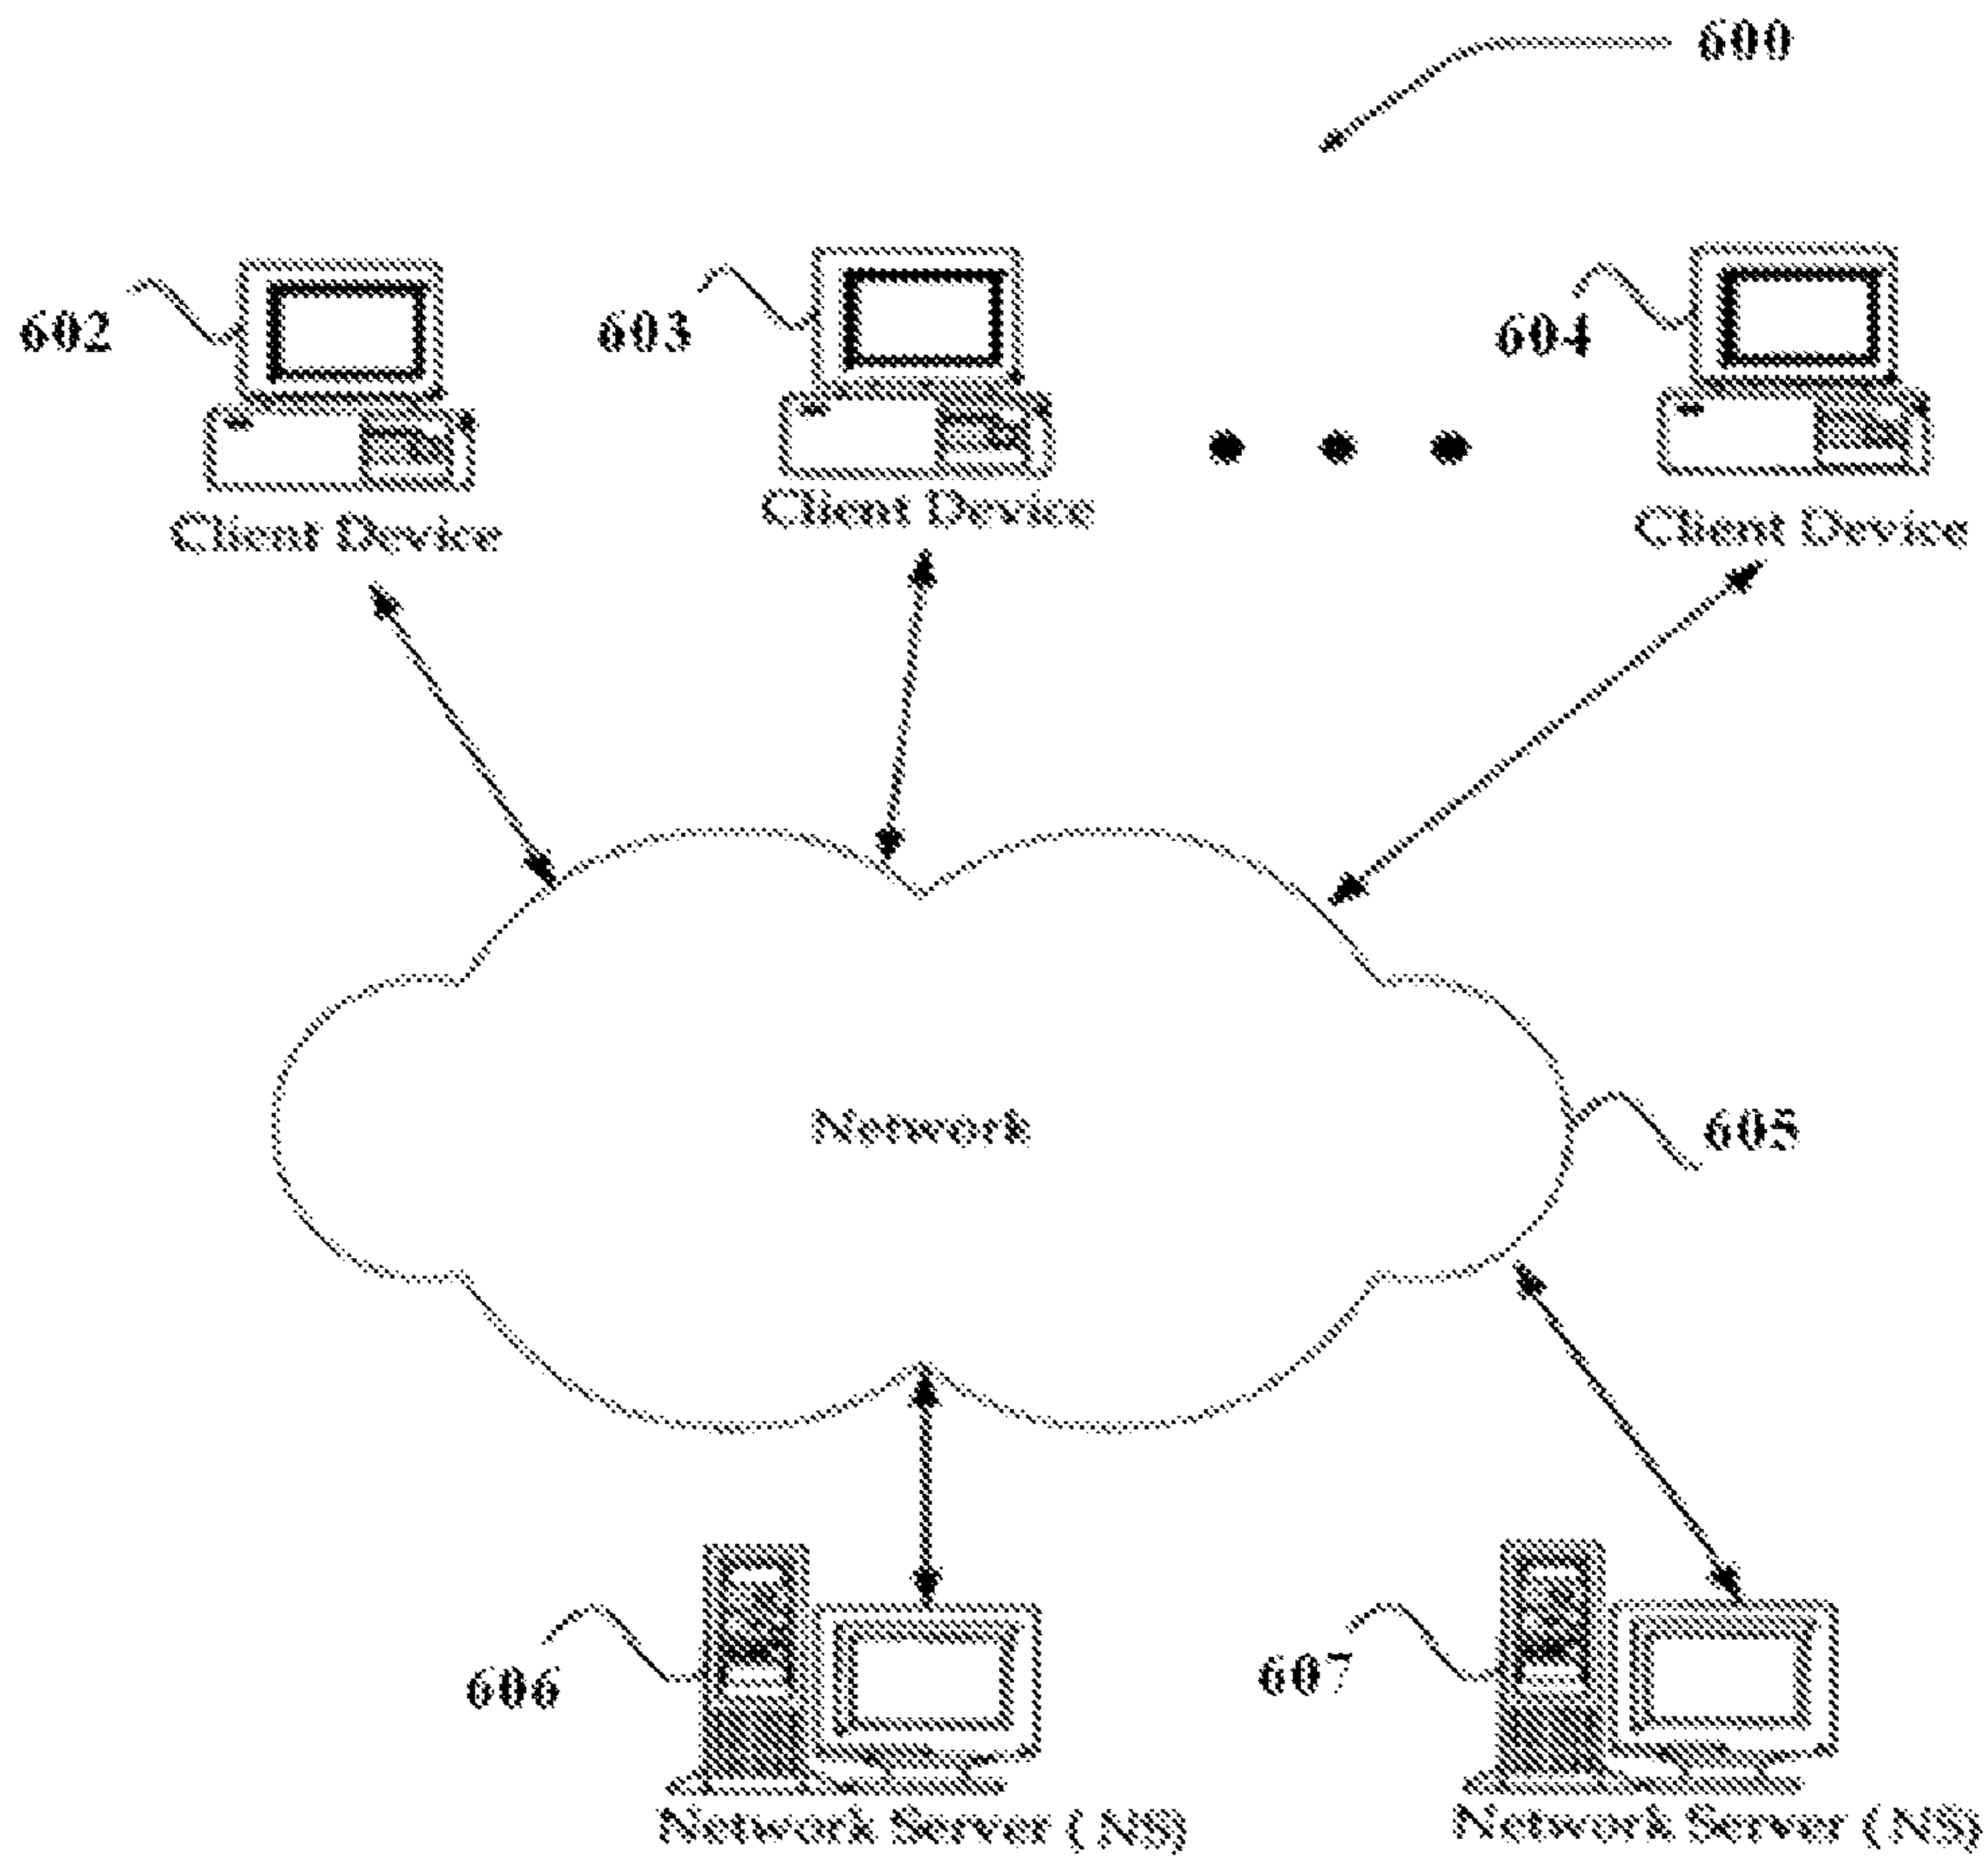 600
602
603
604
Client Device
Client Device
Client Device
Network
605
606
607
Network Server ( NS)
Network Server ( NS)